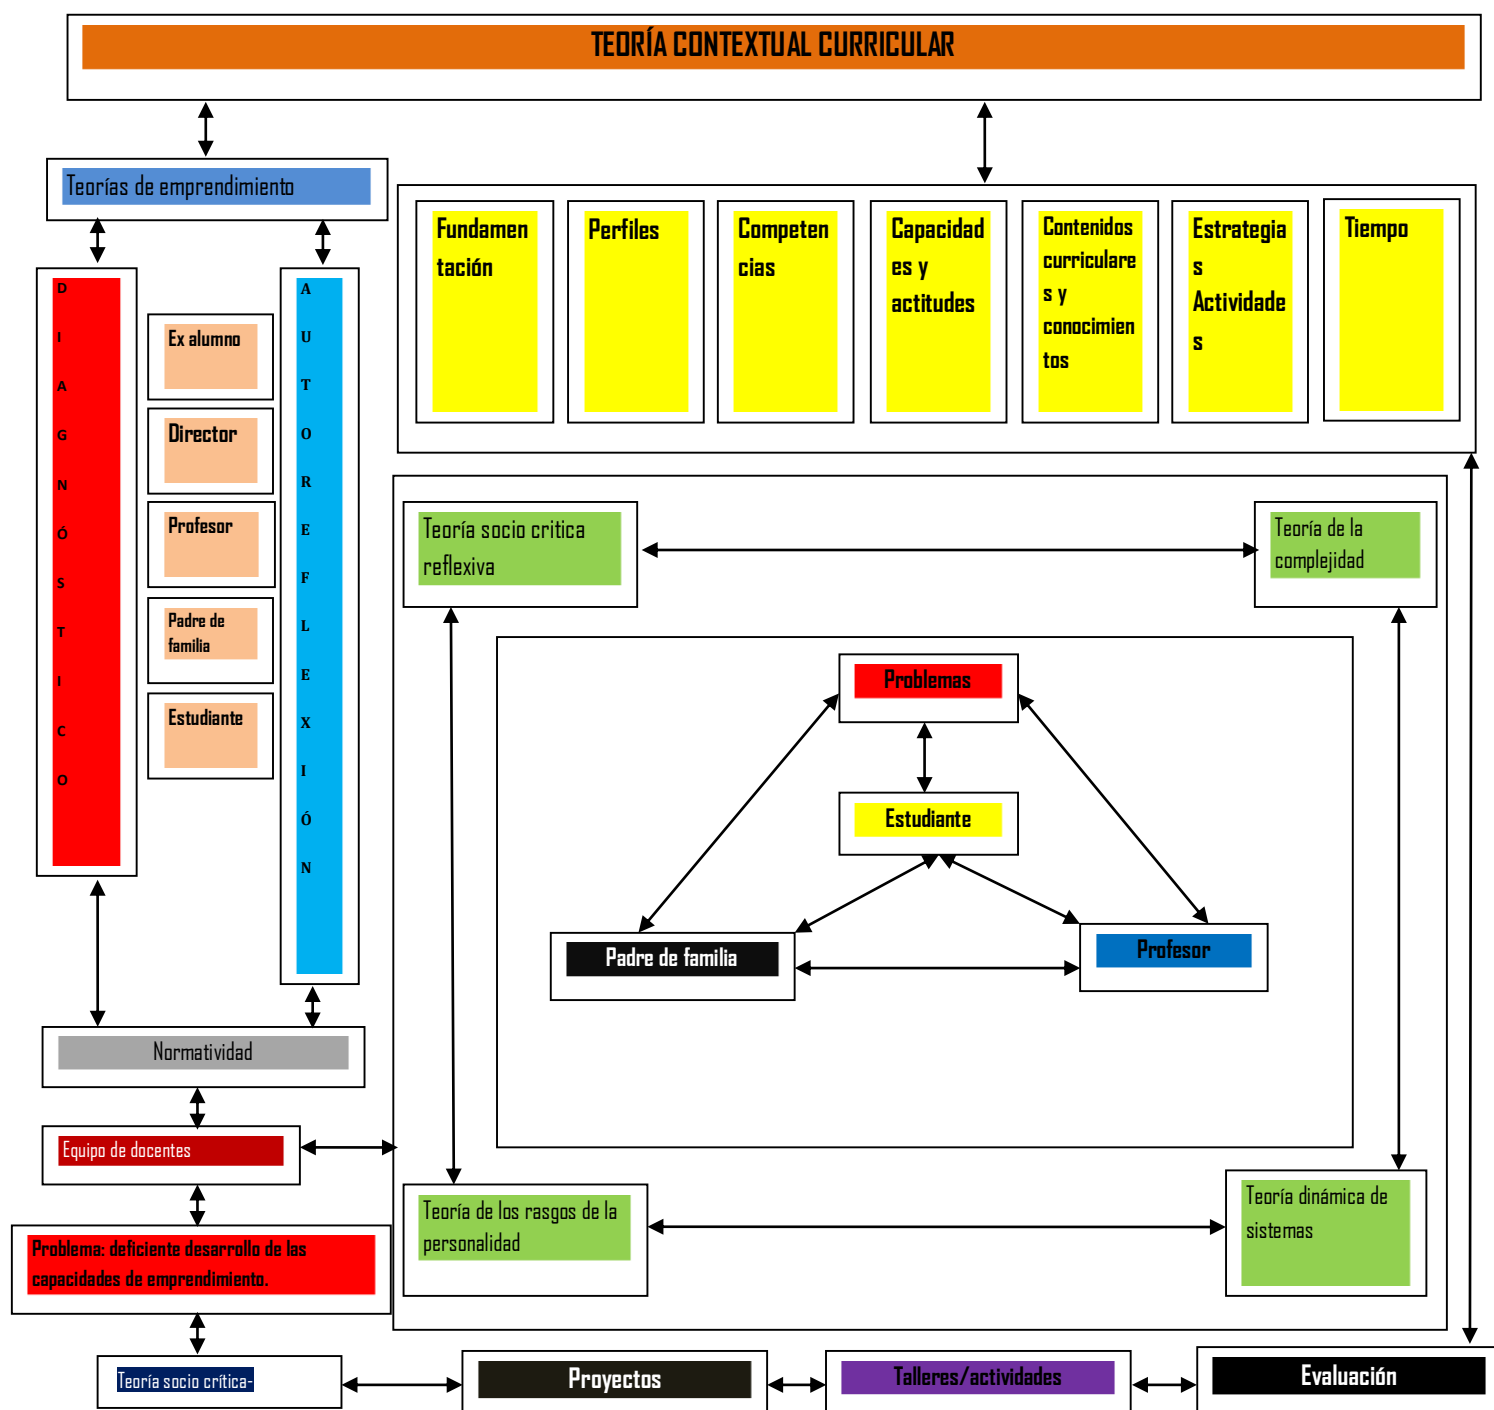 TEORÍA CONTEXTUAL CURRICULAR
Teorías de emprendimiento
Fundamen
tación
Perfiles
Competen
cias
Capacidad
es y
actitudes
Contenidos
curriculare
s y
conocimien
tos
Estrategia
s
Actividade
s
Tiempo
D
I
A
G
N
Ó
S
T
I
C
O
Ex alumno
Director
Profesor
Padre de
familia
Estudiante
A
U
T
O
R
E
F
L
E
X
I
Ó
N
Teoría socio critica
reflexiva
Teoría de la
complejidad
Problemas
Estudiante
Padre de familia
Profesor
Normatividad
Equipo de docentes
Teoría de los rasgos de la
personalidad
Teoría dinámica de
sistemas
Problema: deficiente desarrollo de las
capacidades de emprendimiento.
Teoría socio crítica-
Proyectos
Talleres/actividades
Evaluación